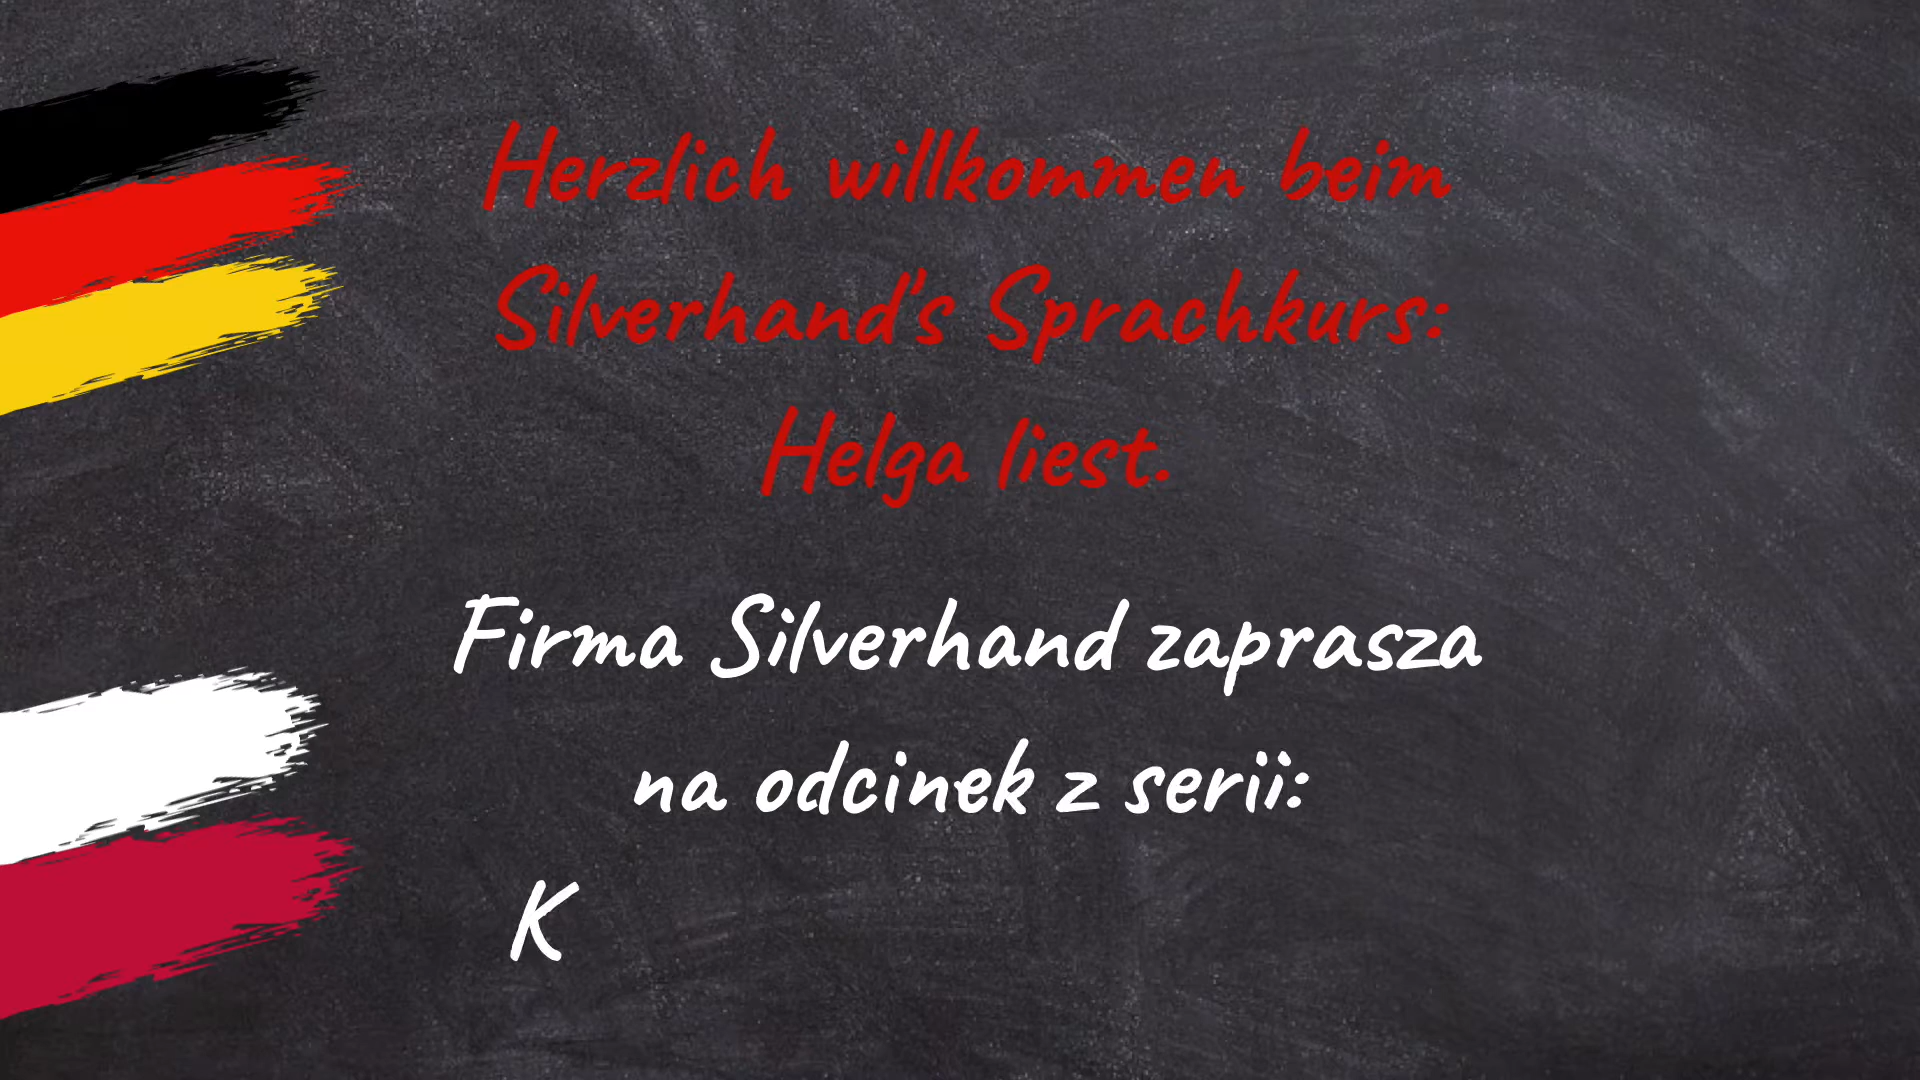 Herzlich willkommen beim
Silverhand's Sprachkurs:
Helga liest.
Firma Silverhand zaprasza
na odcinek z serii:
K